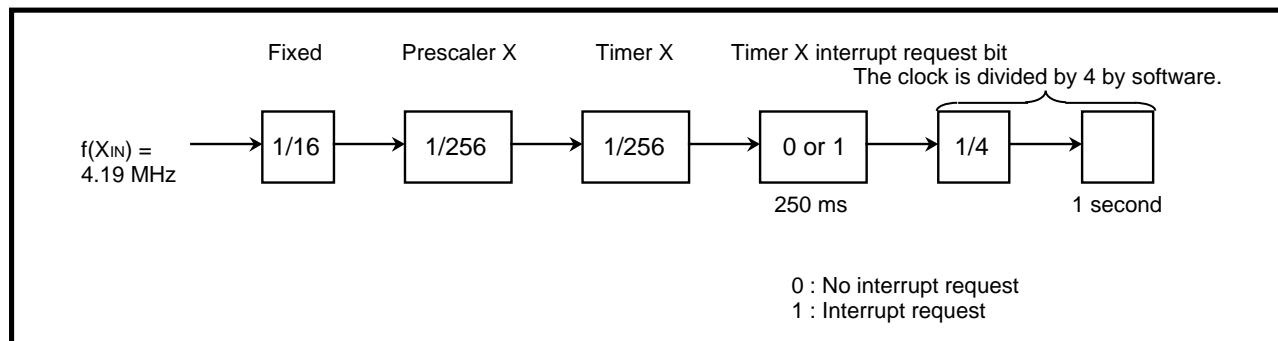 Fixed
Prescaler X
Timer X
Timer X interrupt request bit
The clock is divided by 4 by software.
f(XIN) =
4.19 MHz
1/16
1/256
1/256
0 or 1
1/4
250 ms
1 second
0 : No interrupt request
1 : Interrupt request